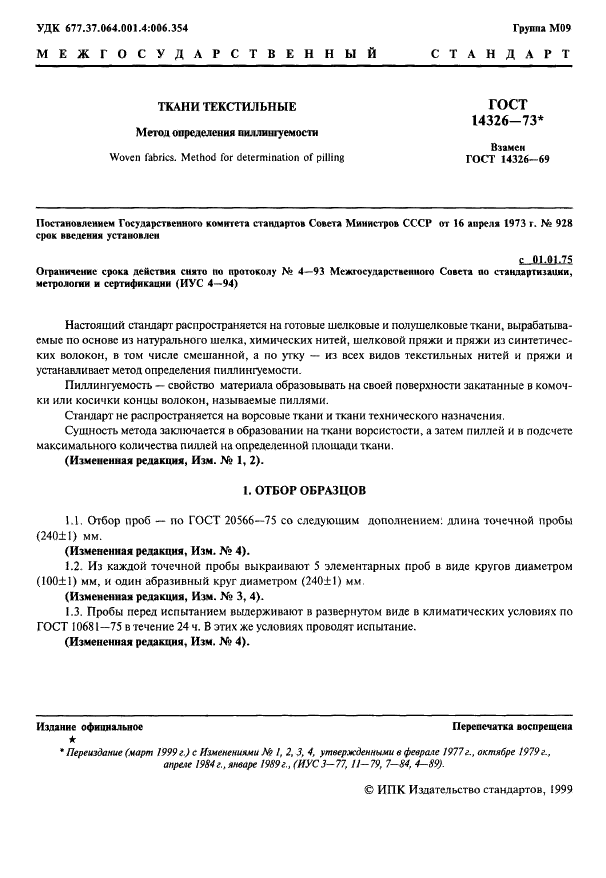 УДК 677.37.064.001.4:006.354 Группа М09
МЕЖГОСУДАРСТВЕННЫЙ СТАНДАРТ
ТКАНИ ТЕКСТИЛЬНЫЕ
Метод определения пиллингуемости
Woven fabrics. Method for determination of pilling
ГОСТ
14326—73*
Взамен
ГОСТ 14326—69
Постановлением Государственного комитета стандартов Совета Министров СССР от 16 апреля 1973 г. № 928
срок введения установлен
с 01.01.75
Ограничение срока действия снято по протоколу № 4—93 Межгосударственного Совета по стандартизации,
метрологии и сертификации (ИУС 4—94)
Настоящий стандарт распространяется на готовые шелковые и полушелковые ткани, вырабатыва-
емые по основе из натурального шелка, химических нитей, шелковой пряжи и пряжи из синтетичес-
ких волокон, в том числе смешанной, а по утку — из всех видов текстильных нитей и пряжи и
устанавливает метод определения пиллингуемости.
Пиллингуемость — свойство материала образовывать на своей поверхности закатанные в комоч-
ки или косички концы волокон, называемые пиллями.
Стандарт не распространяется на ворсовые ткани и ткани технического назначения.
Сущность метода заключается в образовании на ткани ворсистости, а затем пиллей и в подсчете
максимального количества пиллей на определенной площади ткани.
(Измененная редакция, Изм. № 1, 2).
1. ОТБОР ОБРАЗЦОВ
1.1. Отбор проб — по ГОСТ 20566—75 со следующим дополнением: длина точечной пробы
(240±1) мм.
(Измененная редакция, Изм. № 4).
1.2. Из каждой точечной пробы выкраивают 5 элементарных проб в виде кругов диаметром
(100±1) мм, и один абразивный круг диаметром (240±1) мм.
(Измененная редакция, Изм. № 3, 4).
1.3. Пробы перед испытанием выдерживают в развернутом виде в климатических условиях по
ГОСТ 10681—75 в течение 24 ч. В этих же условиях проводят испытание.
(Измененная редакция, Изм. № 4).
Издание официальное Перепечатка воспрещена
★
* Переиздание (март 1999 г.) с Изменениями № 1, 2, 3, 4, утвержденными в феврале 1977 г., октябре 1979 г.,
апреле 1984 г., январе 1989 г., (ИУС 3—77, 11—79, 7—84, 4—89).
© ИПК Издательство стандартов, 1999